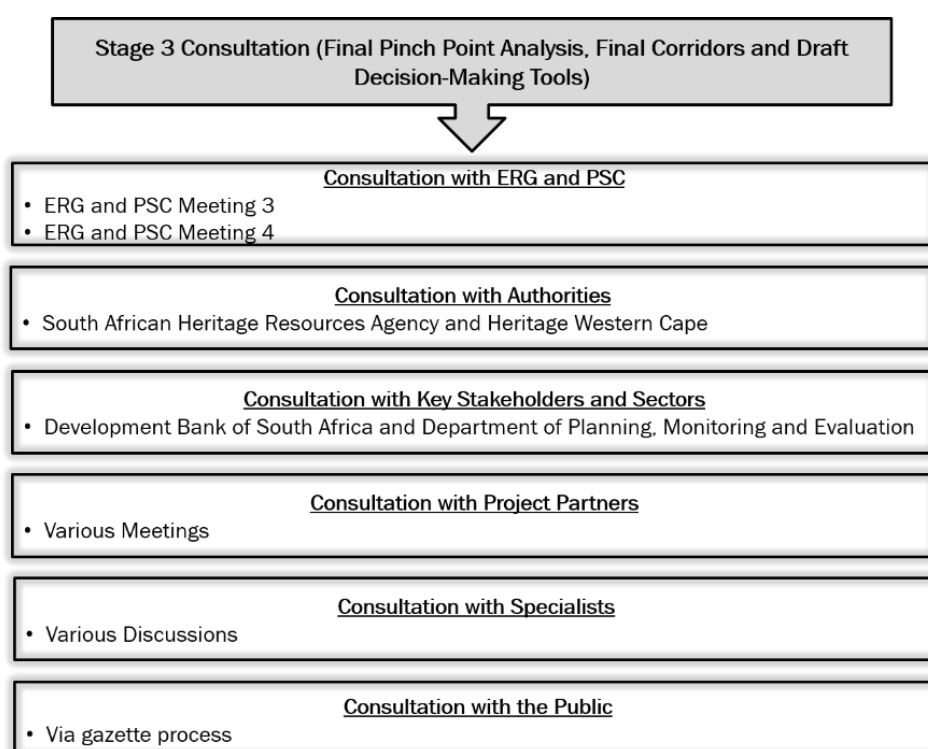 Stage 3 Consultation (Final Pinch Point Analysis, Final Corridors and Draft
Decision-Making Tools)
Consultation with ERG and PSC
• ERG and PSC Meeting 3
• ERG and PSC Meeting 4
Consultation with Authorities
• South African Heritage Resources Agency and Heritage Western Cape
Consultation with Key Stakeholders and Sectors
• Development Bank of South Africa and Department of Planning, Monitoring and Evaluation
Consultation with Project Partners
• Various Meetings
Consultation with Specialists
• Various Discussions
Consultation with the Public
• Via gazette process